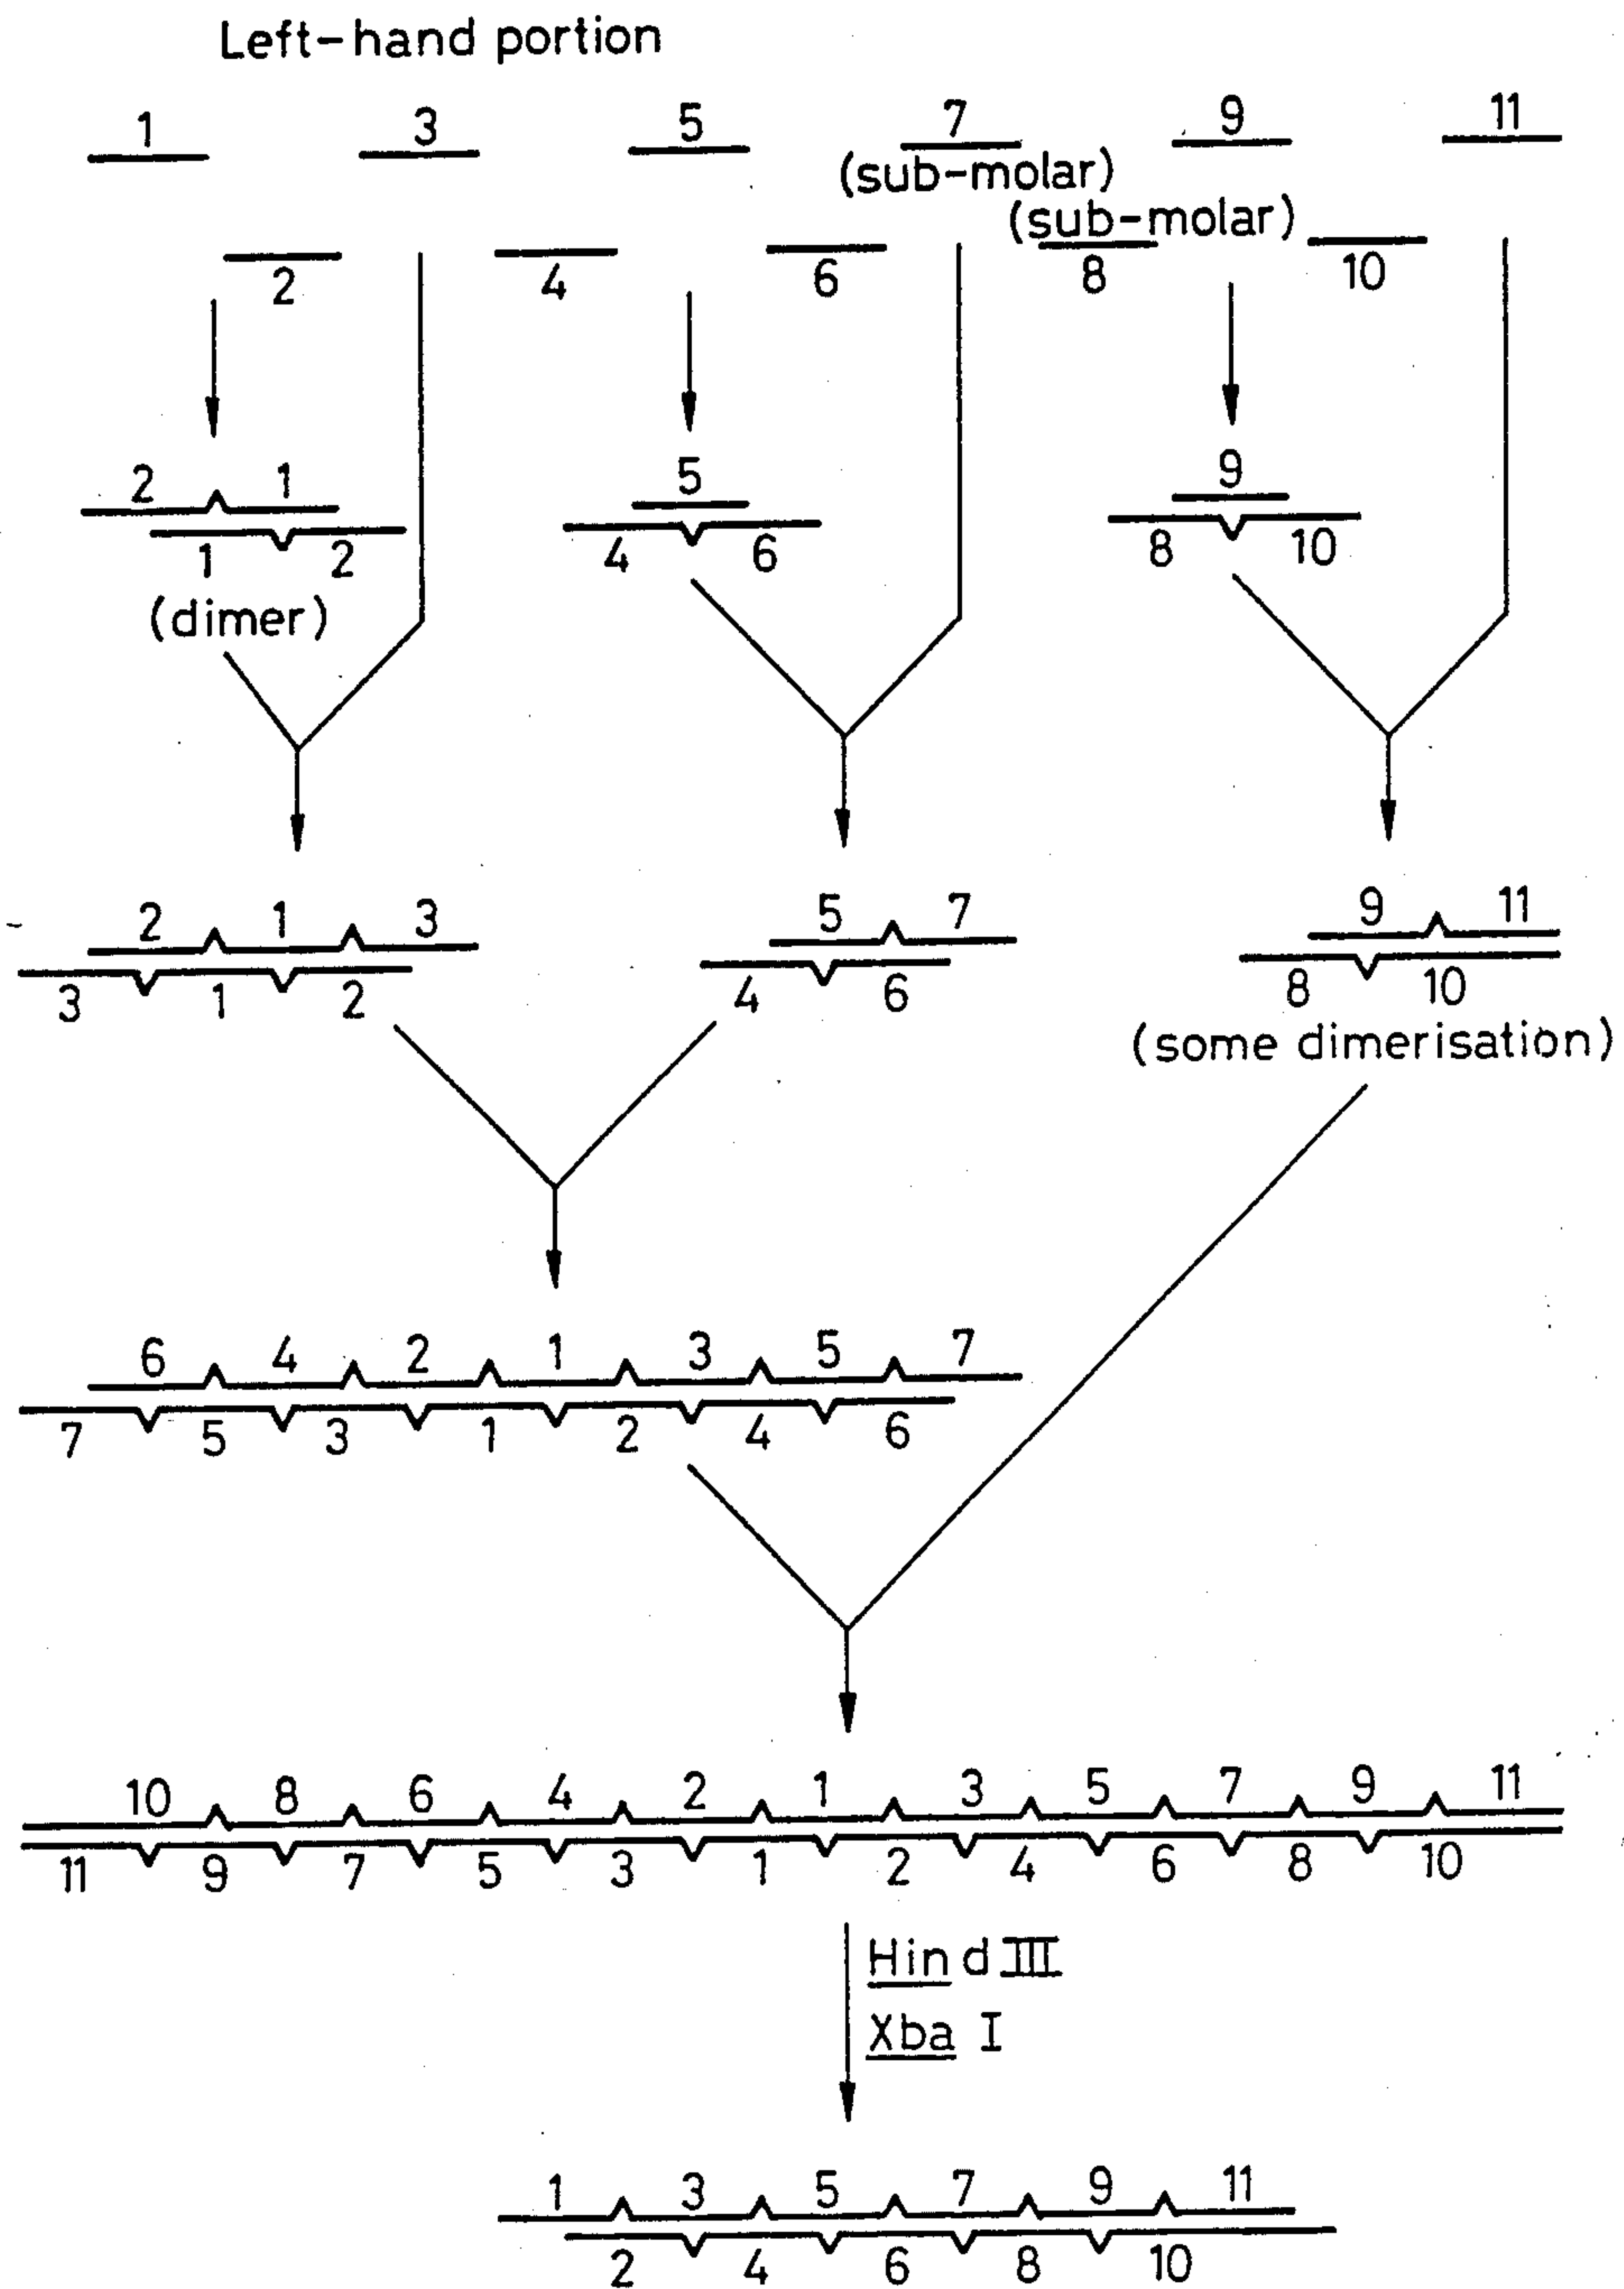 Left-hand portion
1 3 5 7 9 11
(sub-molar)
(sub-molar)
2 4 6 8 10
2 1 5 9
1 2 4 6 8 10
(dimer)
2 1 3 5 7 9 11
3 1 2 4 6 8 10
(some dimerisation)
6 4 2 1 3 5 7
7 5 3 1 2 4 6
10 8 6 4 2 1 3 5 7 9 11
11 9 7 5 3 1 2 4 6 8 10
Hind III
Xba I
1 3 5 7 9 11
2 4 6 8 10